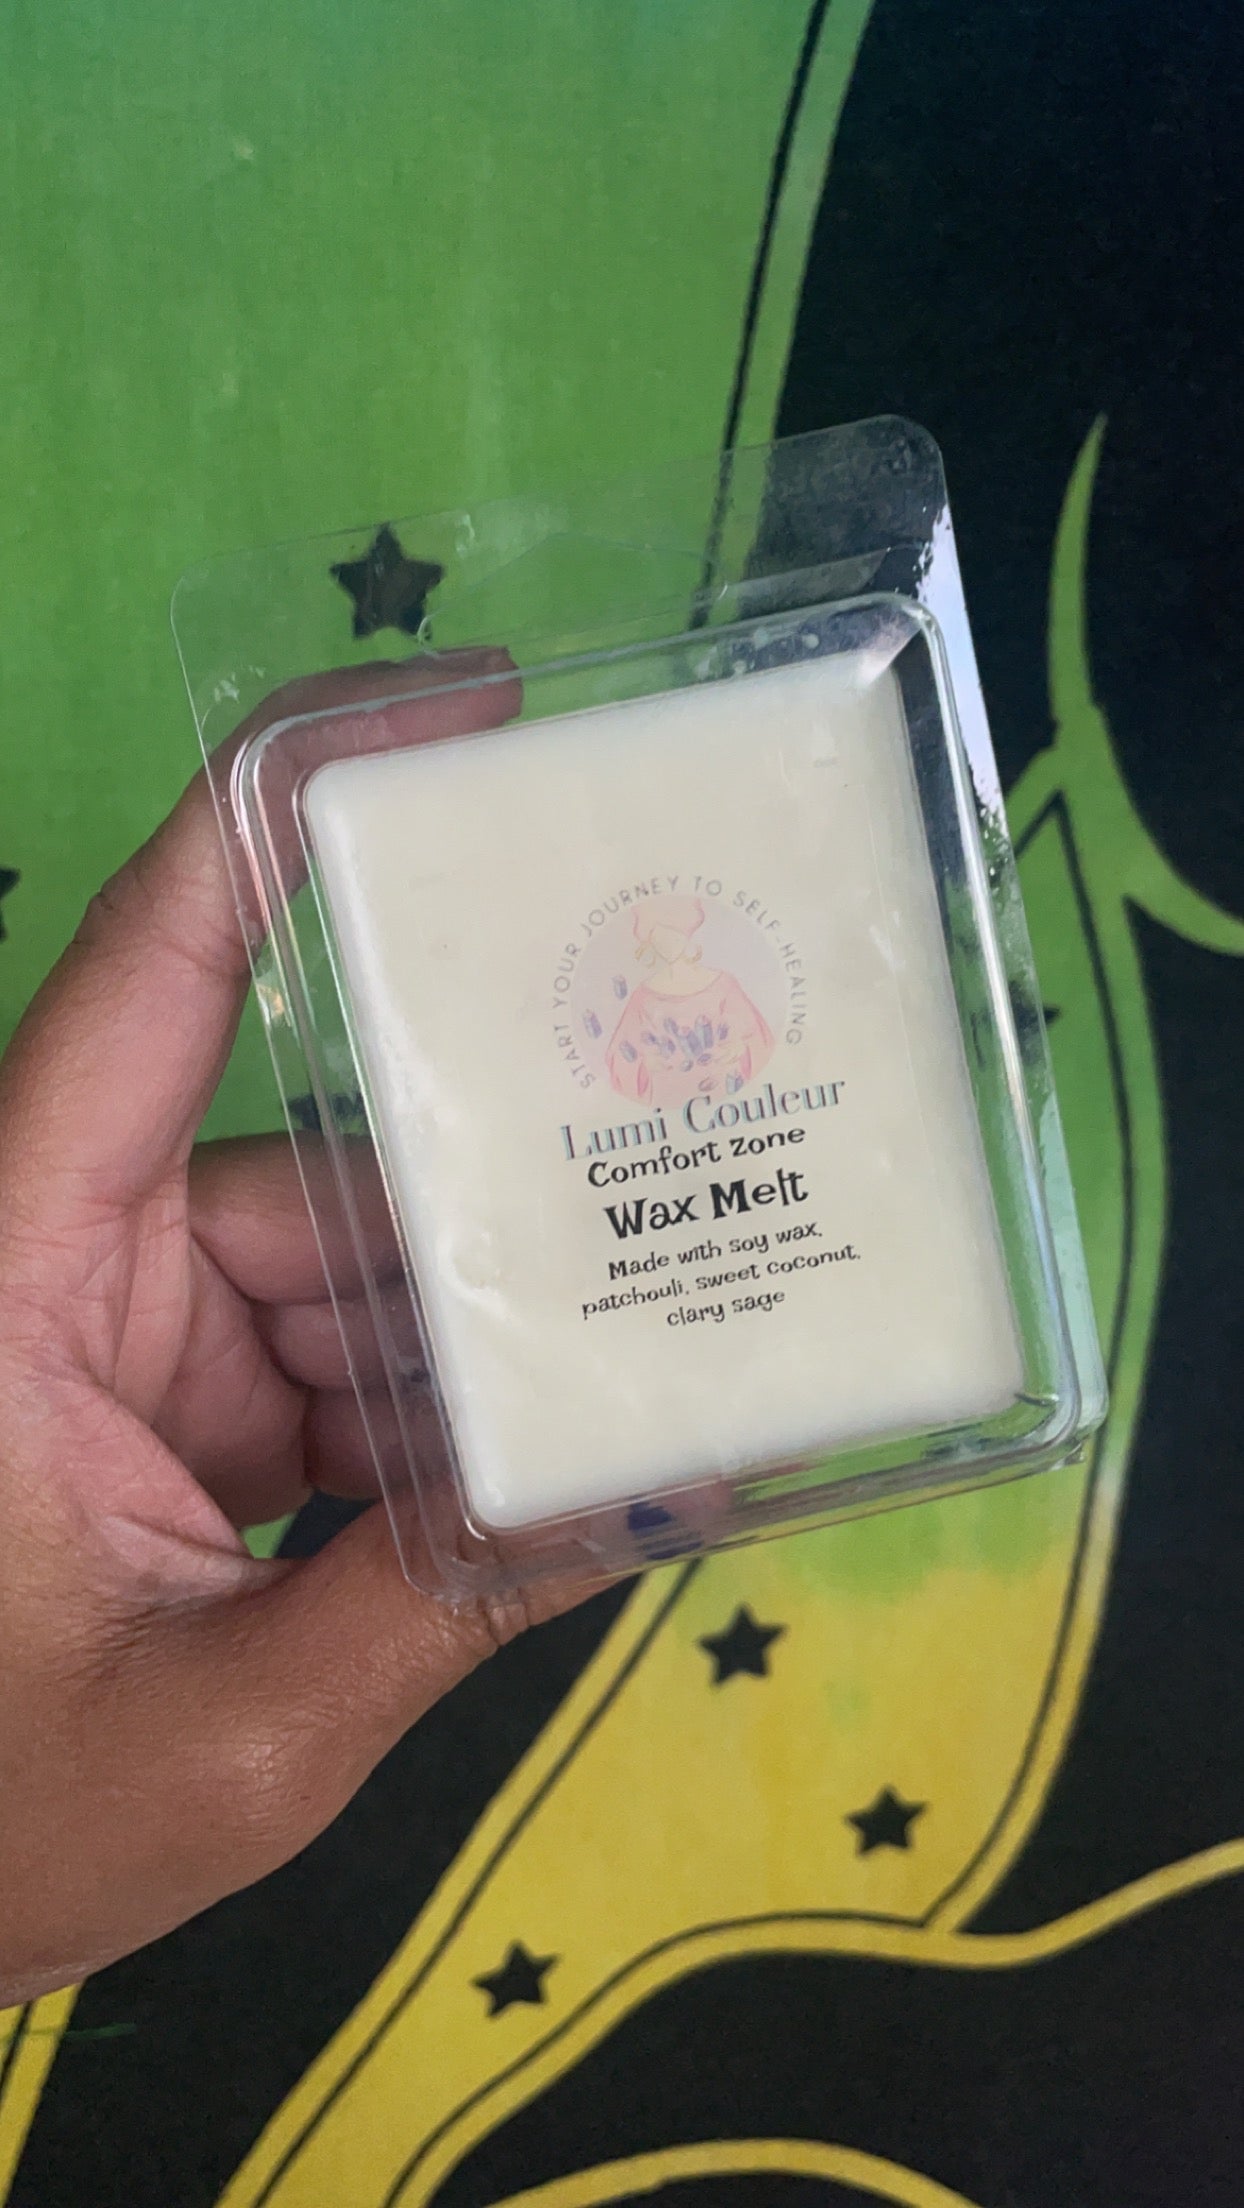 START YOUR JOURNEY TO SELF-HEALING
Lumi Couleur
Comfort Zone
Wax Melt
Made with soy wax,
patchouli, sweet coconut,
clary sage